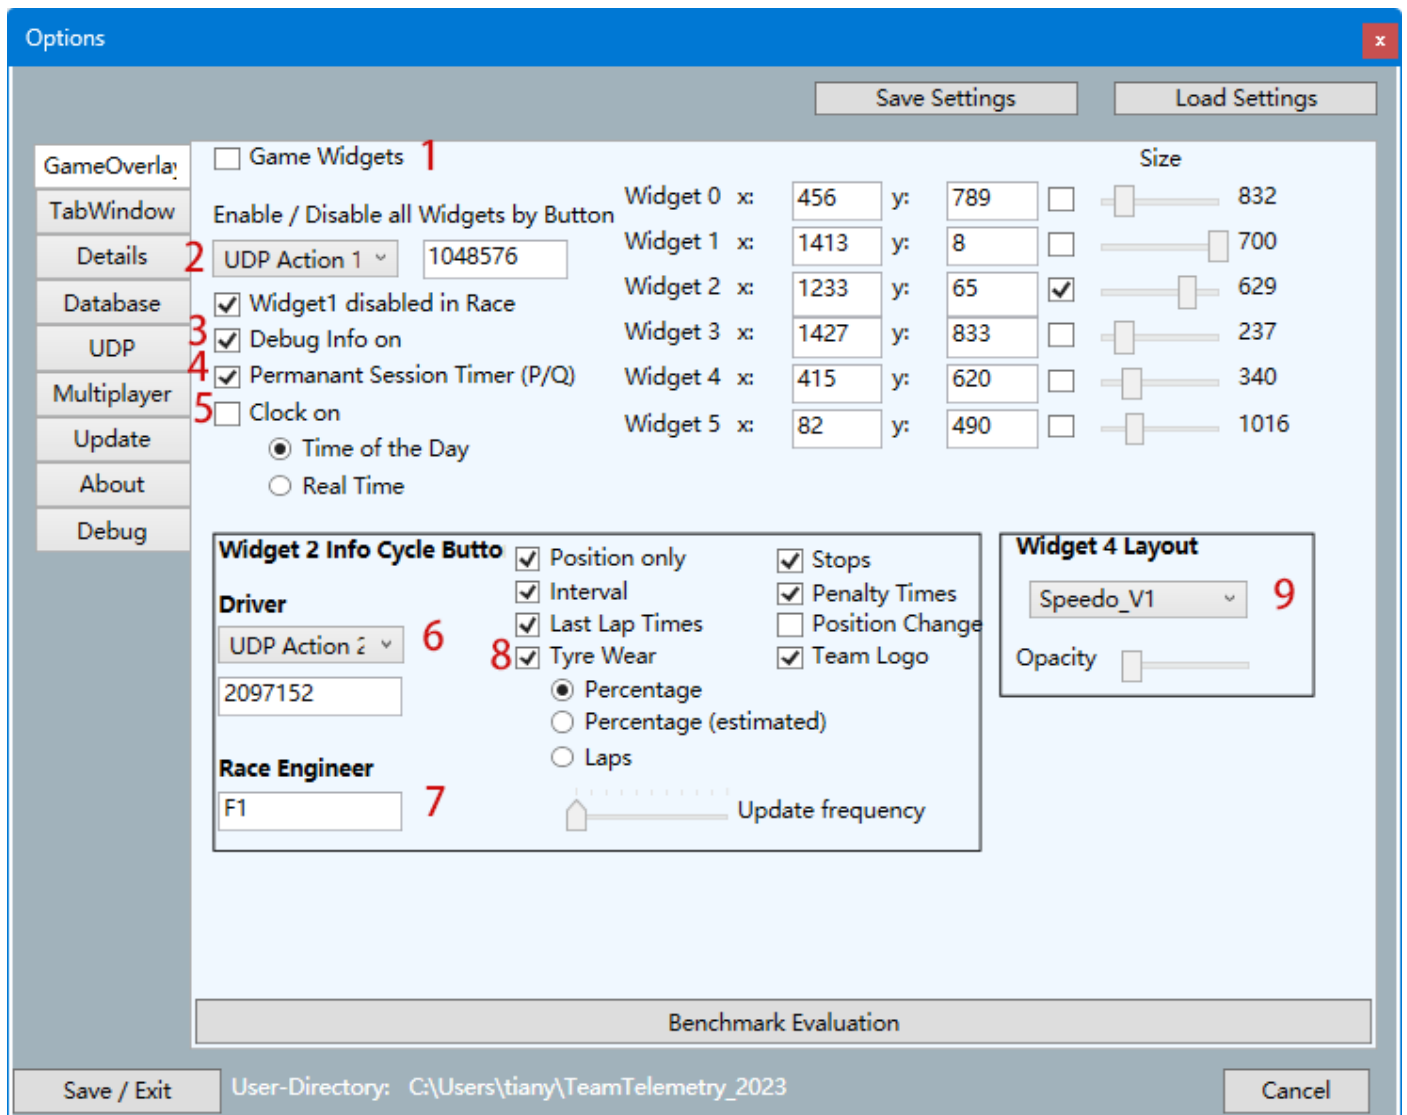 Options
x
Save Settings
Load Settings
GameOverlay
TabWindow
Details
Database
UDP
Multiplayer
Update
About
Debug
Game Widgets 1
Enable / Disable all Widgets by Button
2 UDP Action 1 1048576
Widget1 disabled in Race
3 Debug Info on
4 Permanant Session Timer (P/Q)
5 Clock on
Time of the Day
Real Time
Size
Widget 0 x: 456 y: 789 832
Widget 1 x: 1413 y: 8 700
Widget 2 x: 1233 y: 65 629
Widget 3 x: 1427 y: 833 237
Widget 4 x: 415 y: 620 340
Widget 5 x: 82 y: 490 1016
Widget 2 Info Cycle Butto
Driver
UDP Action 2 6
2097152
Race Engineer
F1 7
Position only
Interval
Last Lap Times
8 Tyre Wear
Percentage
Percentage (estimated)
Laps
Update frequency
Stops
Penalty Times
Position Change
Team Logo
Widget 4 Layout
Speedo_V1 9
Opacity
Benchmark Evaluation
Save / Exit
User-Directory: C:\Users\tiany\TeamTelemetry_2023
Cancel